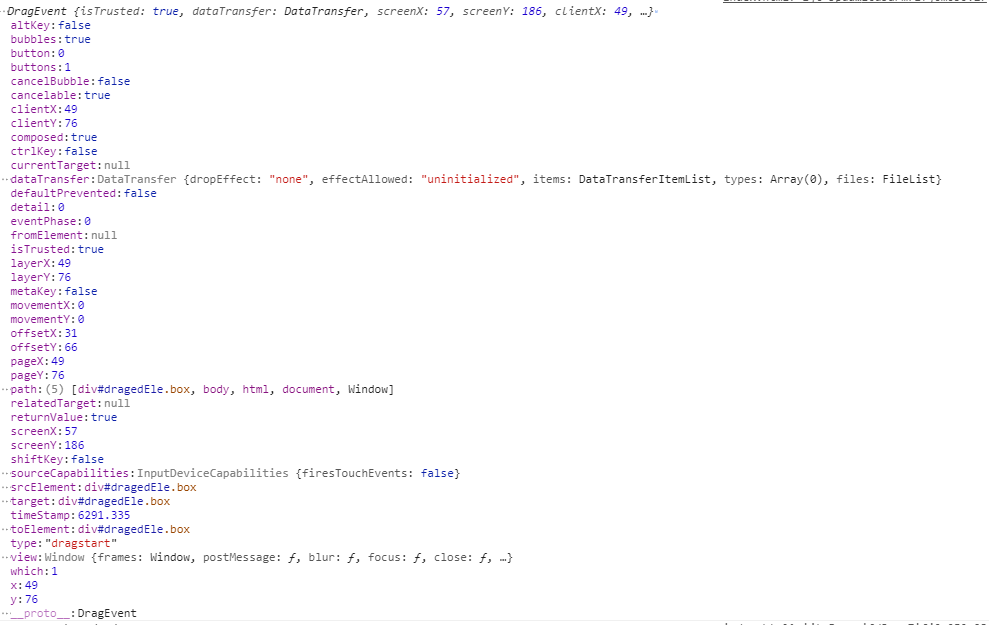 DragEvent {isTrusted: true, dataTransfer: DataTransfer, screenX: 57, screenY: 186, clientX: 49, …}
altKey:false
bubbles:true
button:0
buttons:1
cancelBubble:false
cancelable:true
clientX:49
clientY:76
composed:true
ctrlKey:false
currentTarget:null
dataTransfer:DataTransfer {dropEffect: "none", effectAllowed: "uninitialized", items: DataTransferItemList, types: Array(0), files: FileList}
defaultPrevented:false
detail:0
eventPhase:0
fromElement:null
isTrusted:true
layerX:49
layerY:76
metaKey:false
movementX:0
movementY:0
offsetX:31
offsetY:66
pageX:49
pageY:76
path:(5) [div#dragedEle.box, body, html, document, Window]
relatedTarget:null
returnValue:true
screenX:57
screenY:186
shiftKey:false
sourceCapabilities:InputDeviceCapabilities {firesTouchEvents: false}
srcElement:div#dragedEle.box
target:div#dragedEle.box
timeStamp:6291.335
toElement:div#dragedEle.box
type:"dragstart"
view:Window {frames: Window, postMessage: ƒ, blur: ƒ, focus: ƒ, close: ƒ, …}
which:1
x:49
y:76
__proto__:DragEvent